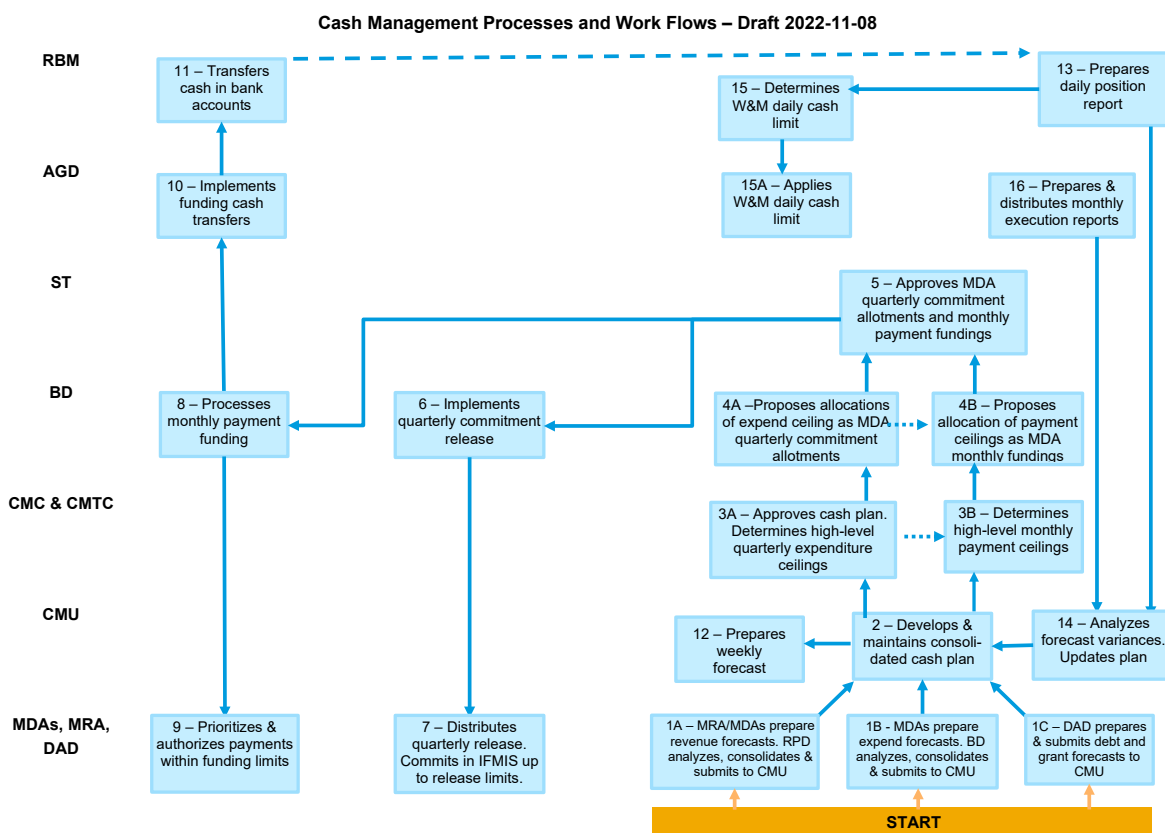 Cash Management Processes and Work Flows – Draft 2022-11-08
RBM
11 – Transfers
cash in bank
accounts
15 – Determines
W&M daily cash
limit
13 – Prepares
daily position
report
AGD
10 – Implements
funding cash
transfers
15A – Applies
W&M daily cash
limit
16 – Prepares &
distributes monthly
execution reports
ST
5 – Approves MDA
quarterly commitment
allotments and monthly
payment fundings
BD
8 – Processes
monthly payment
funding
6 – Implements
quarterly commitment
release
4A –Proposes allocations
of expend ceiling as MDA
quarterly commitment
allotments
4B – Proposes
allocation of payment
ceilings as MDA
monthly fundings
CMC & CMTC
3A – Approves cash plan.
Determines high-level
quarterly expenditure
ceilings
3B – Determines
high-level monthly
payment ceilings
CMU
12 – Prepares
weekly
forecast
2 – Develops &
maintains consoli-
dated cash plan
14 – Analyzes
forecast variances.
Updates plan
MDAs, MRA,
DAD
9 – Prioritizes &
authorizes payments
within funding limits
7 – Distributes
quarterly release.
Commits in IFMIS up
to release limits.
1A – MRA/MDAs prepare
revenue forecasts. RPD
analyzes, consolidates &
submits to CMU
1B - MDAs prepare
expend forecasts. BD
analyzes, consolidates
& submits to CMU
1C – DAD prepares
& submits debt and
grant forecasts to
CMU
START